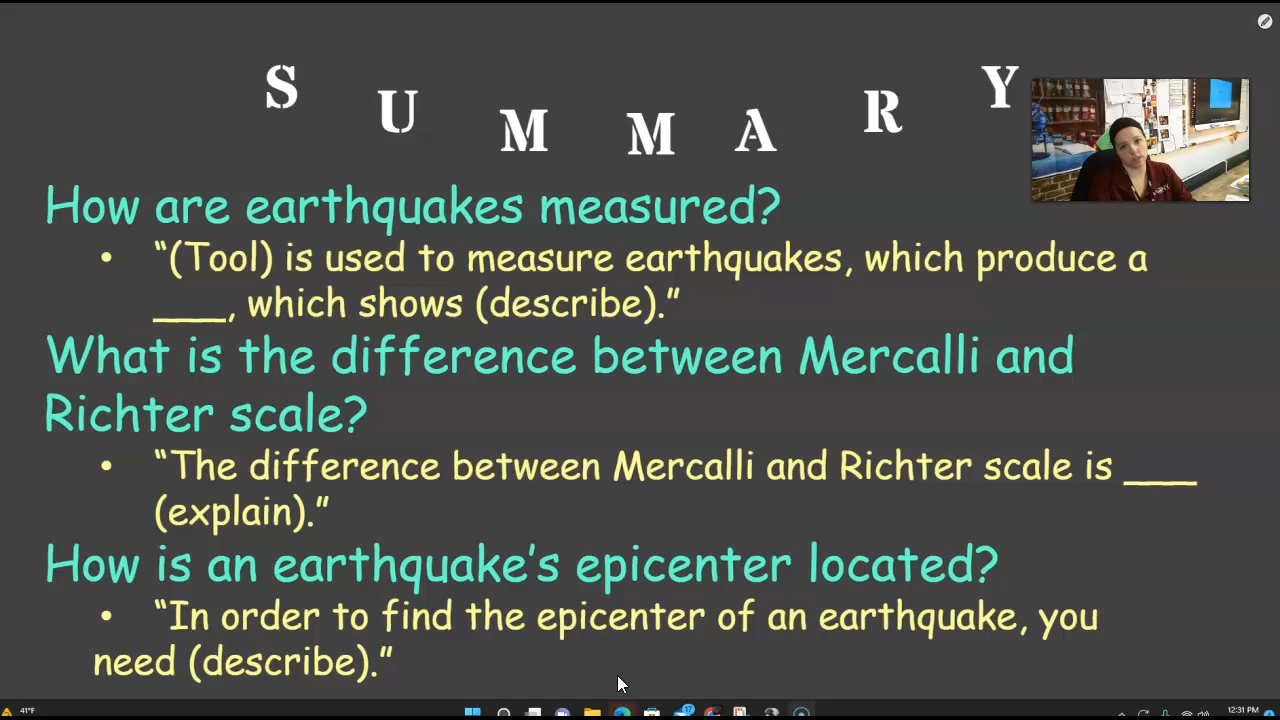 SUMMARY
How are earthquakes measured?
• “(Tool) is used to measure earthquakes, which produce a
___, which shows (describe).”
What is the difference between Mercalli and
Richter scale?
• “The difference between Mercalli and Richter scale is ___
(explain).”
How is an earthquake’s epicenter located?
• “In order to find the epicenter of an earthquake, you
need (describe).”
41°F
17
12:31 PM